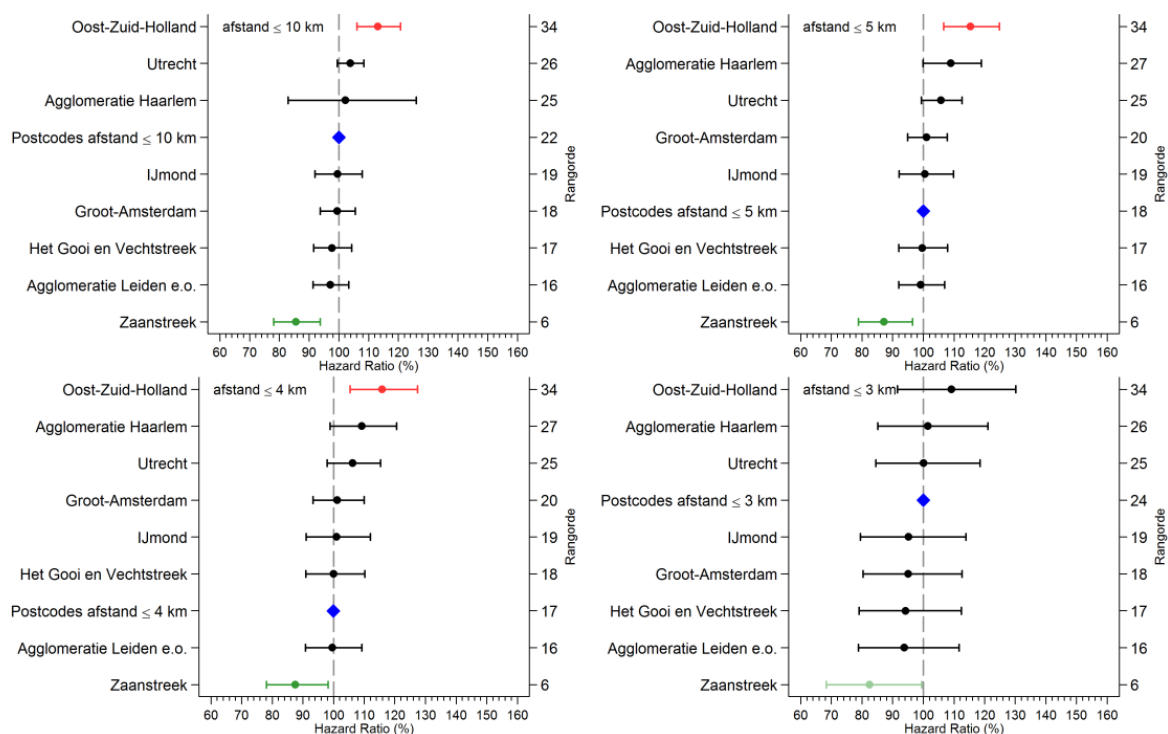 Oost-Zuid-Holland afstand ≤ 10 km 34
Utrecht 26
Agglomeratie Haarlem 25
Postcodes afstand ≤ 10 km 22
IJmond 19
Groot-Amsterdam 18
Het Gooi en Vechtstreek 17
Agglomeratie Leiden e.o. 16
Zaanstreek 6
Rangorde
60 70 80 90 100 110 120 130 140 150 160
Hazard Ratio (%)
Oost-Zuid-Holland afstand ≤ 5 km 34
Agglomeratie Haarlem 27
Utrecht 25
Groot-Amsterdam 20
IJmond 19
Postcodes afstand ≤ 5 km 18
Het Gooi en Vechtstreek 17
Agglomeratie Leiden e.o. 16
Zaanstreek 6
Rangorde
60 70 80 90 100 110 120 130 140 150 160
Hazard Ratio (%)
Oost-Zuid-Holland afstand ≤ 4 km 34
Agglomeratie Haarlem 27
Utrecht 25
Groot-Amsterdam 20
IJmond 19
Het Gooi en Vechtstreek 18
Postcodes afstand ≤ 4 km 17
Agglomeratie Leiden e.o. 16
Zaanstreek 6
Rangorde
60 70 80 90 100 110 120 130 140 150 160
Hazard Ratio (%)
Oost-Zuid-Holland afstand ≤ 3 km 34
Agglomeratie Haarlem 26
Utrecht 25
Postcodes afstand ≤ 3 km 24
IJmond 19
Groot-Amsterdam 18
Het Gooi en Vechtstreek 17
Agglomeratie Leiden e.o. 16
Zaanstreek 6
Rangorde
60 70 80 90 100 110 120 130 140 150 160
Hazard Ratio (%)